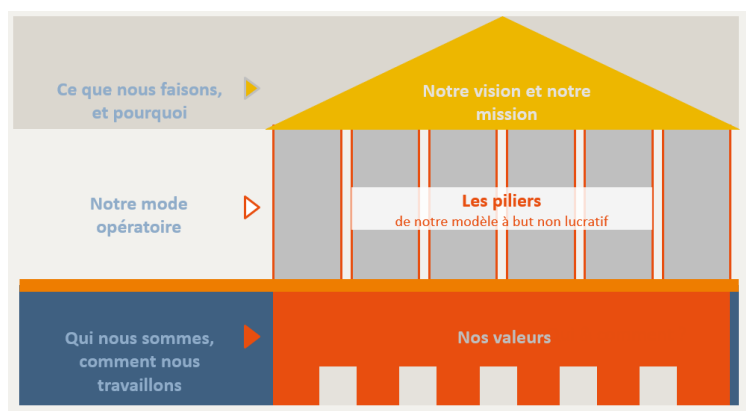 Ce que nous faisons,
et pourquoi
Notre vision et notre
mission
Notre mode
opératoire
Les piliers
de notre modèle à but non lucratif
Qui nous sommes,
comment nous
travaillons
Nos valeurs